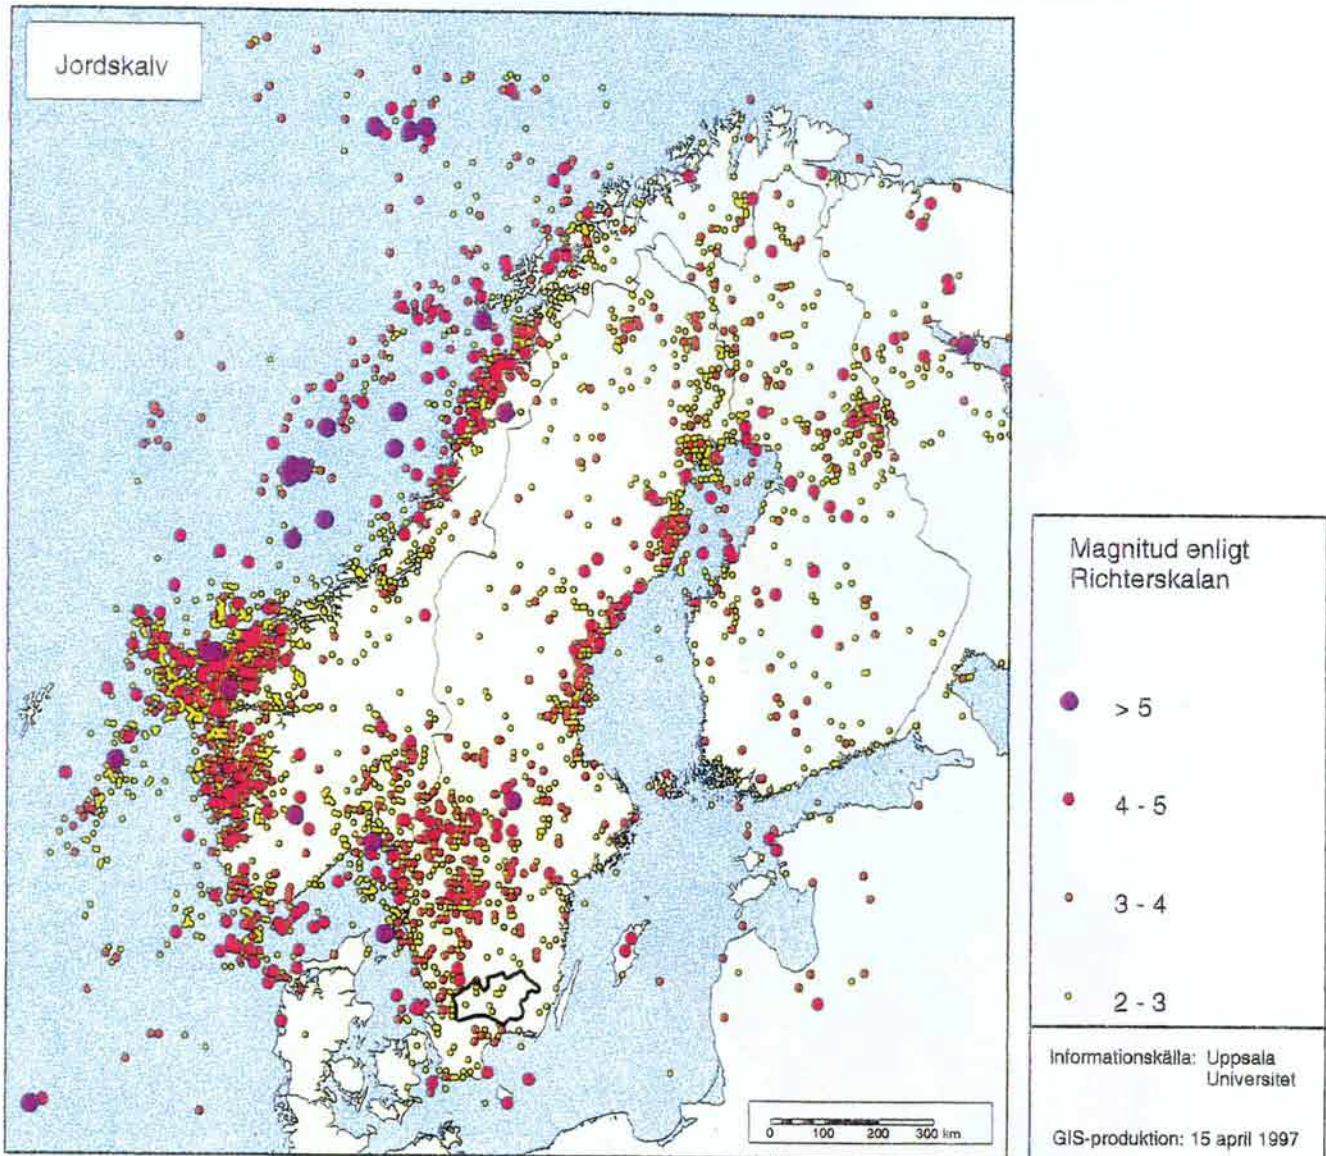 Jordskalv
Magnitud enligt
Richterskalan
> 5
4 - 5
3 - 4
2 - 3
0 100 200 300 km
Informationskälla: Uppsala
Universitet
GIS-produktion: 15 april 1997